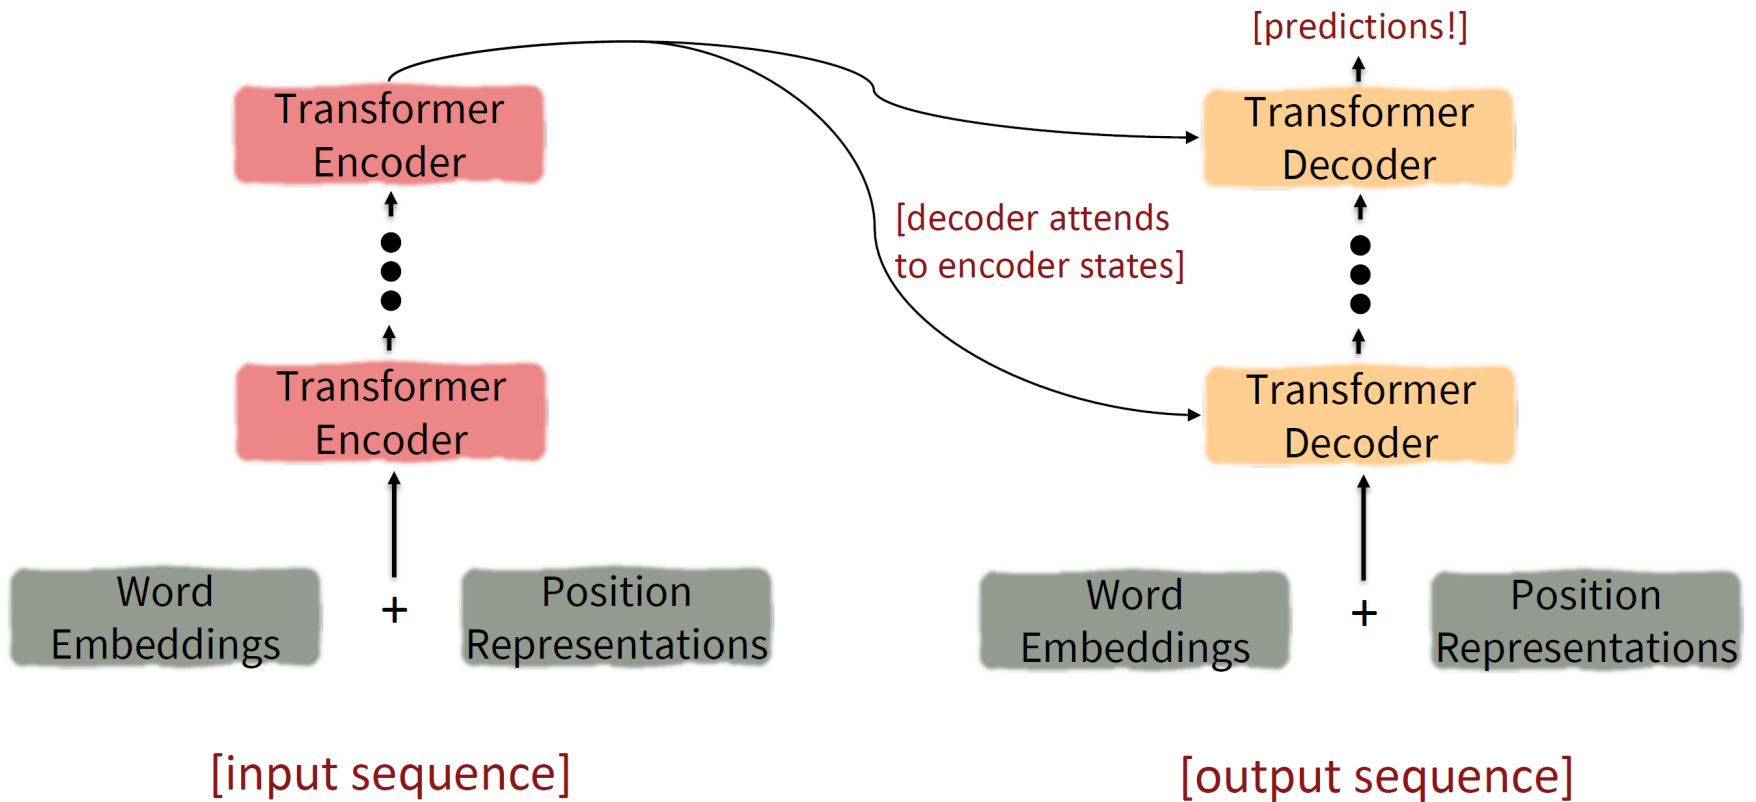 [predictions!]
Transformer
Encoder
Transformer
Decoder
[decoder attends
to encoder states]
Transformer
Encoder
Transformer
Decoder
Word
Embeddings
+
Position
Representations
Word
Embeddings
+
Position
Representations
[input sequence]
[output sequence]